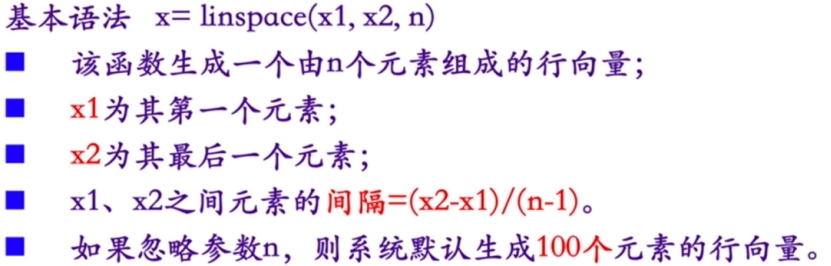 基本语法 x= linspace(x1, x2, n)
该函数生成一个由n个元素组成的行向量；
x1为其第一个元素；
x2为其最后一个元素；
x1、x2之间元素的间隔=(x2-x1)/(n-1)。
如果忽略参数n，则系统默认生成100个元素的行向量。